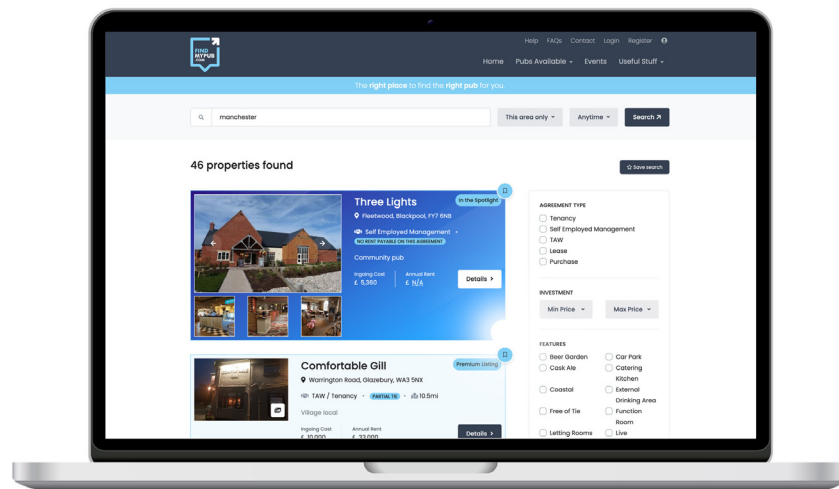 FIND
MYPUB
.COM
Help FAQs Contact Login Register
Home Pubs Available Events Useful Stuff
The right place to find the right pub for you.
manchester
This area only
Anytime
Search
46 properties found
Save search
Three Lights
In the Spotlight
Fleetwood, Blackpool, FY7 6NB
Self Employed Management •
NO RENT PAYABLE ON THIS AGREEMENT
Community pub
Ingoing Cost
£ 5,360
Annual Rent
£ N/A
Details >
Comfortable Gill
Premium Listing
Warrington Road, Glazebury, WA3 5NX
TAW / Tenancy • PARTIAL TIE • 10.5mi
Village local
Ingoing Cost
£ 10,000
Annual Rent
£ 33,000
Details >
AGREEMENT TYPE
Tenancy
Self Employed Management
TAW
Lease
Purchase
INVESTMENT
Min Price
Max Price
FEATURES
Beer Garden
Car Park
Cask Ale
Catering
Kitchen
Coastal
External
Drinking Area
Free of Tie
Function
Room
Letting Rooms
Live